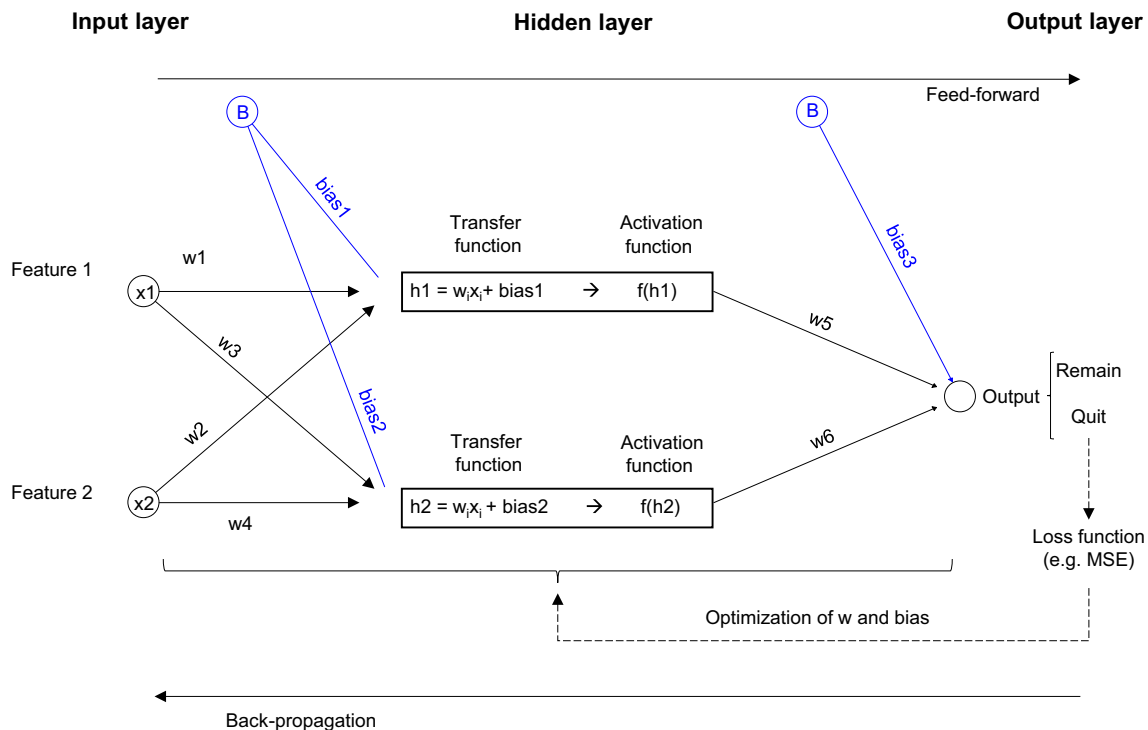 Input layer
Hidden layer
Output layer
Feed-forward
B
B
bias1
bias3
Transfer
function
Activation
function
Feature 1
w1
x1
h1 = wᵢxᵢ+ bias1 → f(h1)
w5
w3
bias2
Remain
Output
Quit
w2
w6
Transfer
function
Activation
function
Feature 2
x2
h2 = wᵢxᵢ + bias2 → f(h2)
w4
Loss function
(e.g. MSE)
Optimization of w and bias
Back-propagation